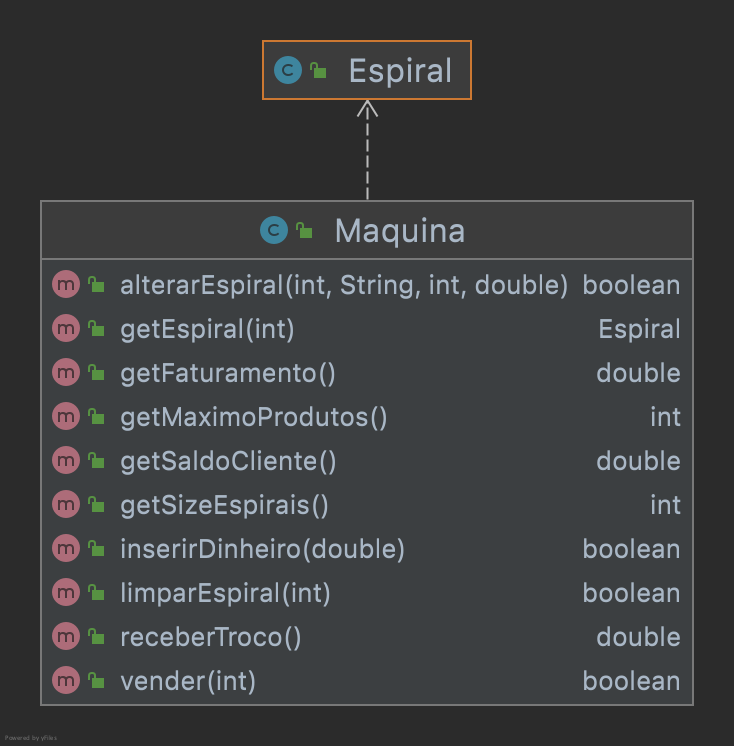 C Espiral
C Maquina
m alterarEspiral(int, String, int, double) boolean
m getEspiral(int) Espiral
m getFaturamento() double
m getMaximoProdutos() int
m getSaldoCliente() double
m getSizeEspirais() int
m inserirDinheiro(double) boolean
m limparEspiral(int) boolean
m receberTroco() double
m vender(int) boolean
Powered by yFiles